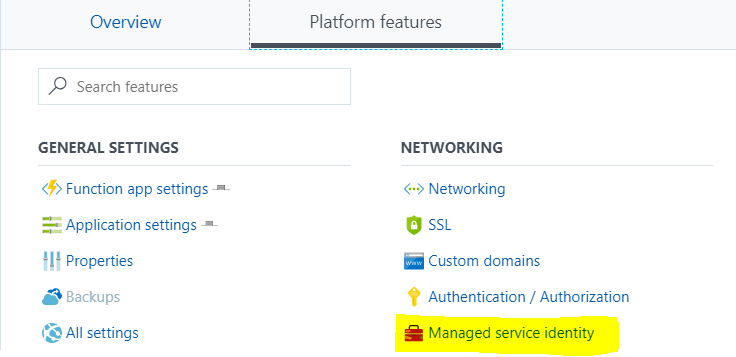 Overview
Platform features
Search features
GENERAL SETTINGS
Function app settings
Application settings
Properties
Backups
All settings
NETWORKING
Networking
SSL
www
Custom domains
Authentication / Authorization
Managed service identity